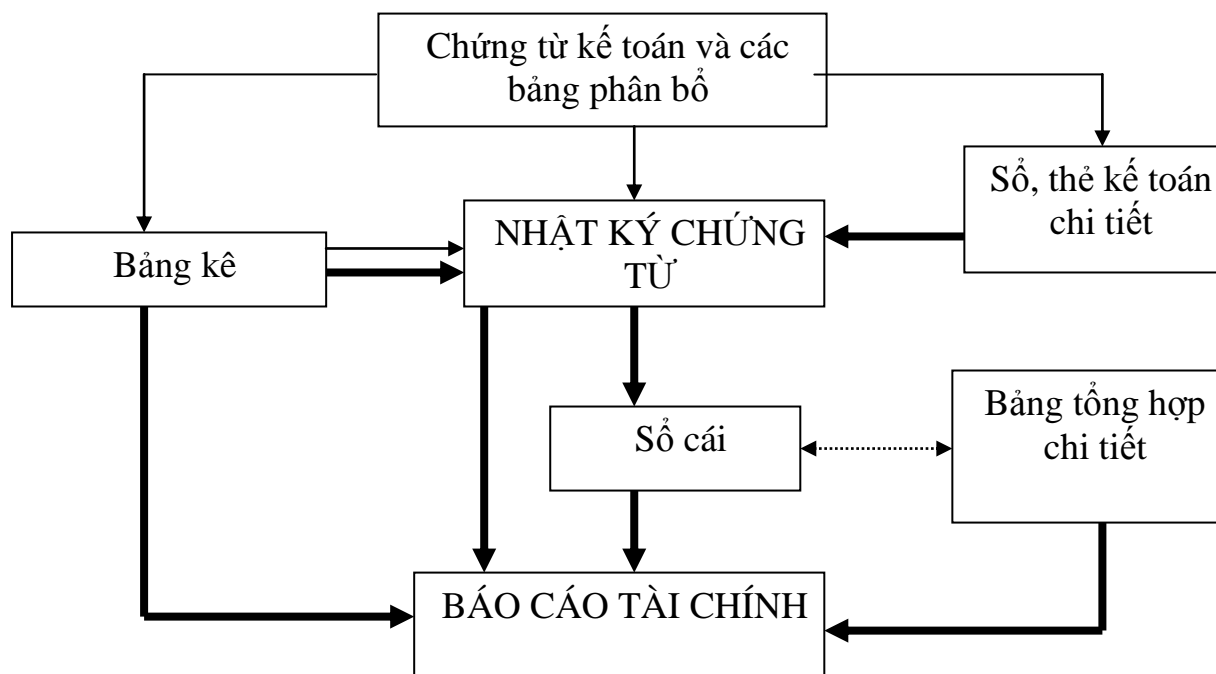 Chứng từ kế toán và các
bảng phân bổ
Sổ, thẻ kế toán
chi tiết
NHẬT KÝ CHỨNG
TỪ
Bảng kê
Bảng tổng hợp
chi tiết
Sổ cái
BÁO CÁO TÀI CHÍNH